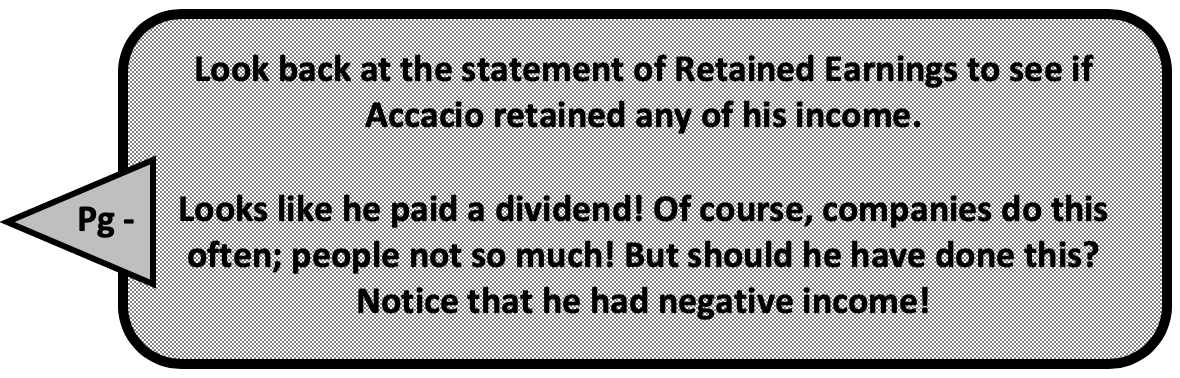 Look back at the statement of Retained Earnings to see if
Accacio retained any of his income.
Pg -
Looks like he paid a dividend! Of course, companies do this
often; people not so much! But should he have done this?
Notice that he had negative income!